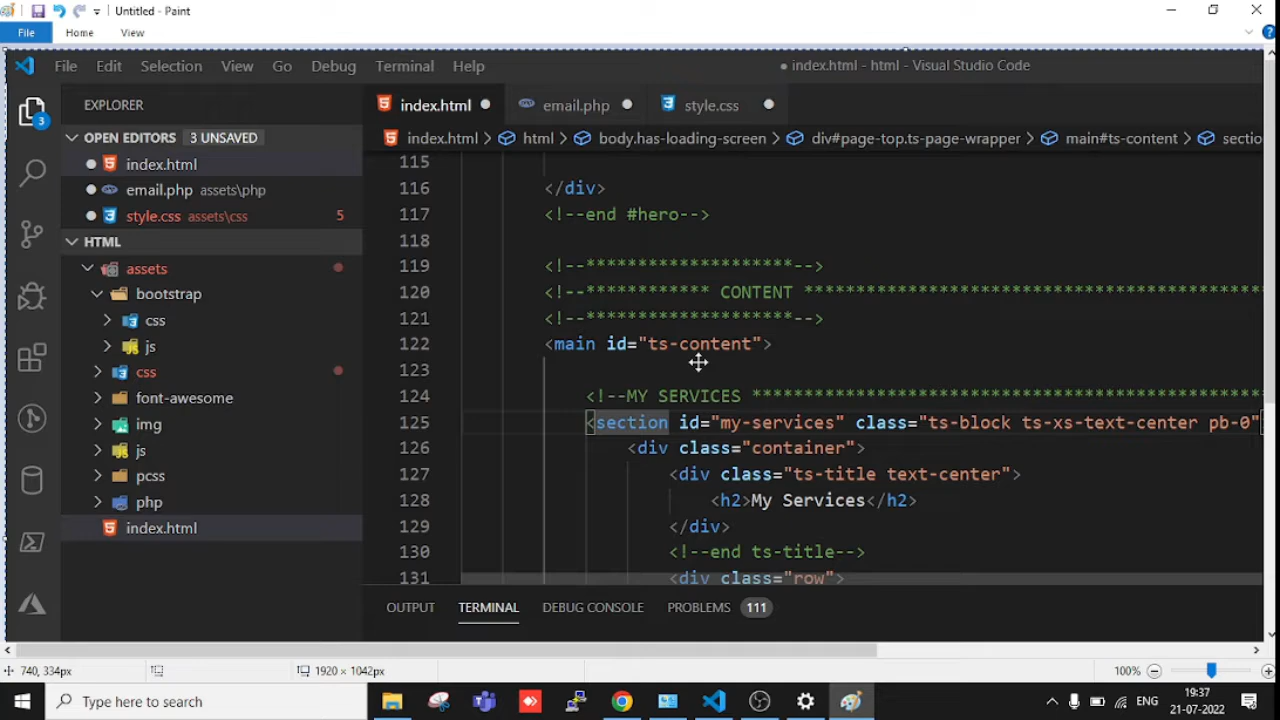 Untitled - Paint
File Home View
File Edit Selection View Go Debug Terminal Help
● index.html - html - Visual Studio Code
EXPLORER
index.html ● email.php ● style.css ●
OPEN EDITORS 3 UNSAVED
index.html > html > body.has-loading-screen > div#page-top.ts-page-wrapper > main#ts-content > sectio
● index.html
● email.php assets\php
● style.css assets\css 5
HTML
assets
bootstrap
css
js
css
font-awesome
img
js
pcss
php
index.html
3
115
116 </div>
117 <!--end #hero-->
118
119 <!--********************-->
120 <!--************ CONTENT *********************************************
121 <!--********************-->
122 <main id="ts-content">
123
124 <!--MY SERVICES **************************************************
125 <section id="my-services" class="ts-block ts-xs-text-center pb-0"
126 <div class="container">
127 <div class="ts-title text-center">
128 <h2>My Services</h2>
129 </div>
130 <!--end ts-title-->
131 <div class="row">
OUTPUT TERMINAL DEBUG CONSOLE PROBLEMS 111
740, 334px 1920 × 1042px 100%
Type here to search
ENG
19:37
21-07-2022